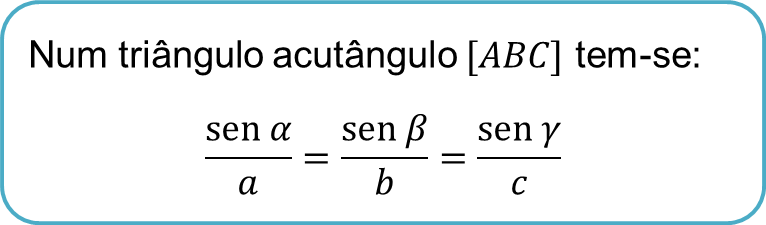 Num triângulo acutângulo [ABC] tem-se:
sen α / a = sen β / b = sen γ / c